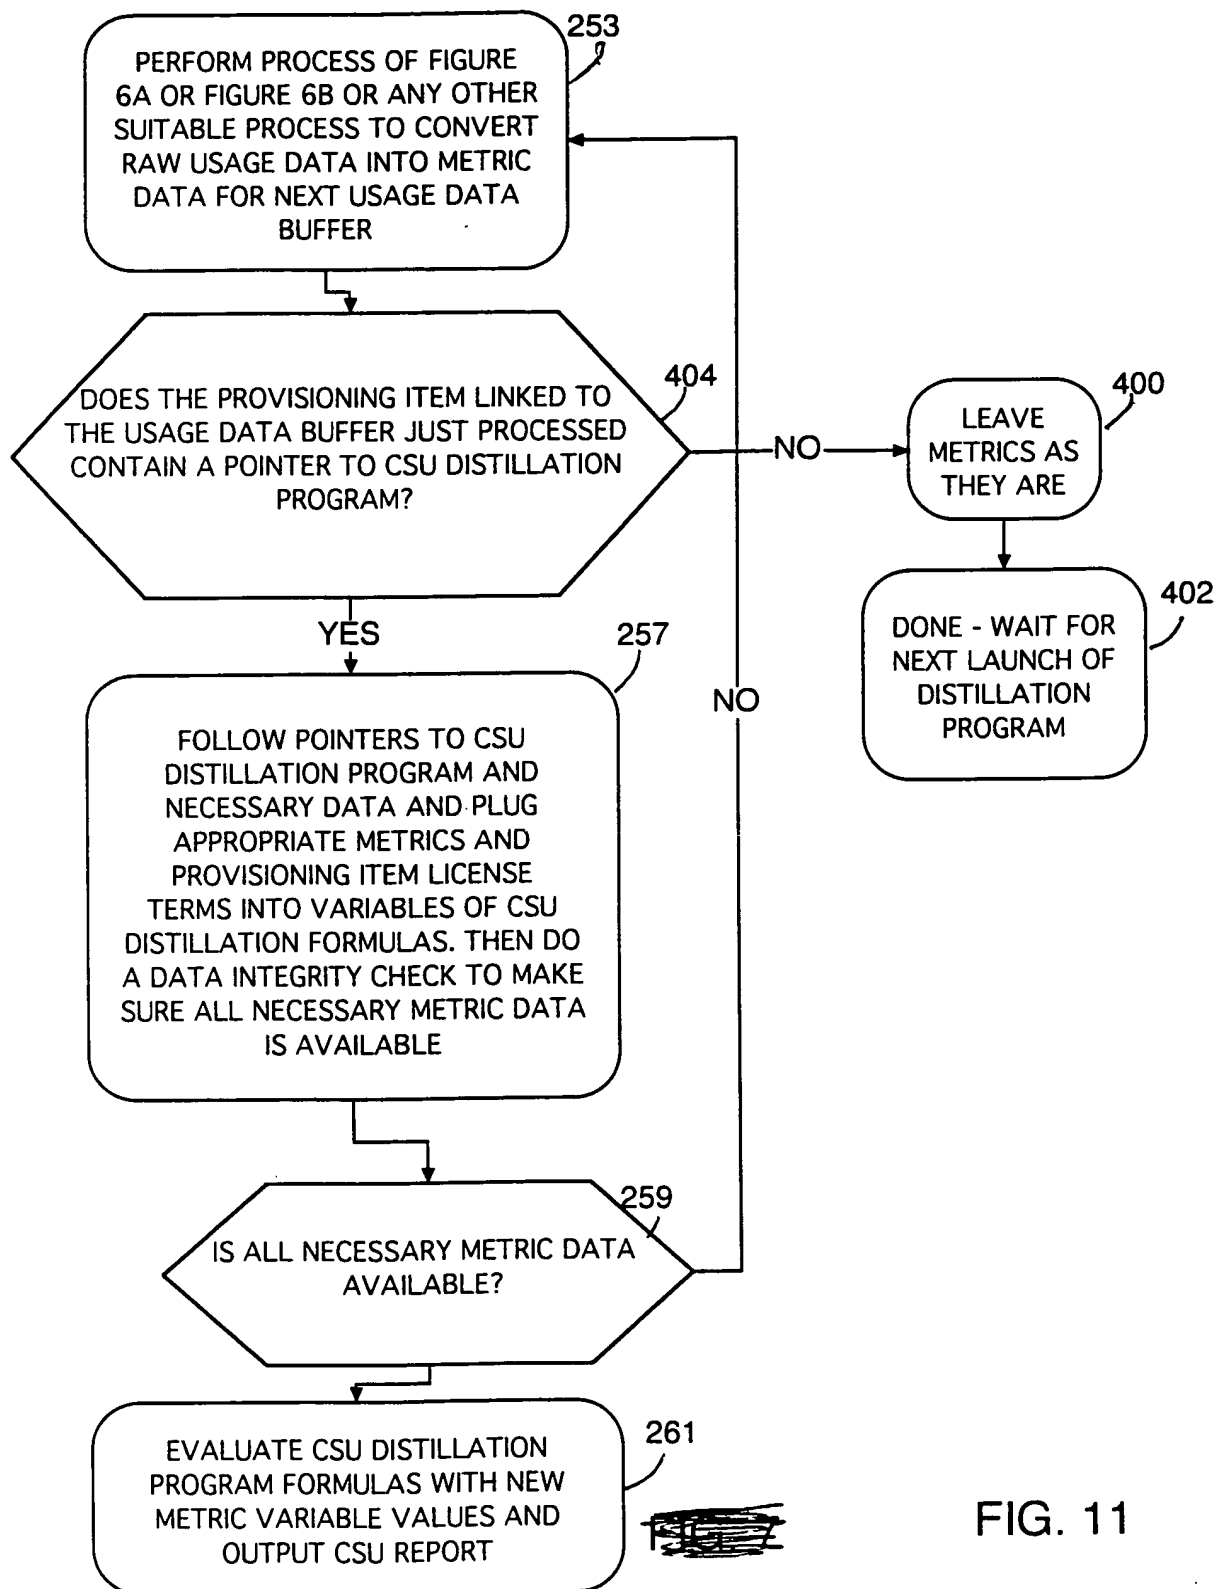 253
PERFORM PROCESS OF FIGURE
6A OR FIGURE 6B OR ANY OTHER
SUITABLE PROCESS TO CONVERT
RAW USAGE DATA INTO METRIC
DATA FOR NEXT USAGE DATA
BUFFER
404
DOES THE PROVISIONING ITEM LINKED TO
THE USAGE DATA BUFFER JUST PROCESSED
CONTAIN A POINTER TO CSU DISTILLATION
PROGRAM?
NO
400
LEAVE
METRICS AS
THEY ARE
402
DONE - WAIT FOR
NEXT LAUNCH OF
DISTILLATION
PROGRAM
YES
257
FOLLOW POINTERS TO CSU
DISTILLATION PROGRAM AND
NECESSARY DATA AND PLUG
APPROPRIATE METRICS AND
PROVISIONING ITEM LICENSE
TERMS INTO VARIABLES OF CSU
DISTILLATION FORMULAS. THEN DO
A DATA INTEGRITY CHECK TO MAKE
SURE ALL NECESSARY METRIC DATA
IS AVAILABLE
NO
259
IS ALL NECESSARY METRIC DATA
AVAILABLE?
261
EVALUATE CSU DISTILLATION
PROGRAM FORMULAS WITH NEW
METRIC VARIABLE VALUES AND
OUTPUT CSU REPORT
FIG. 7
FIG. 11